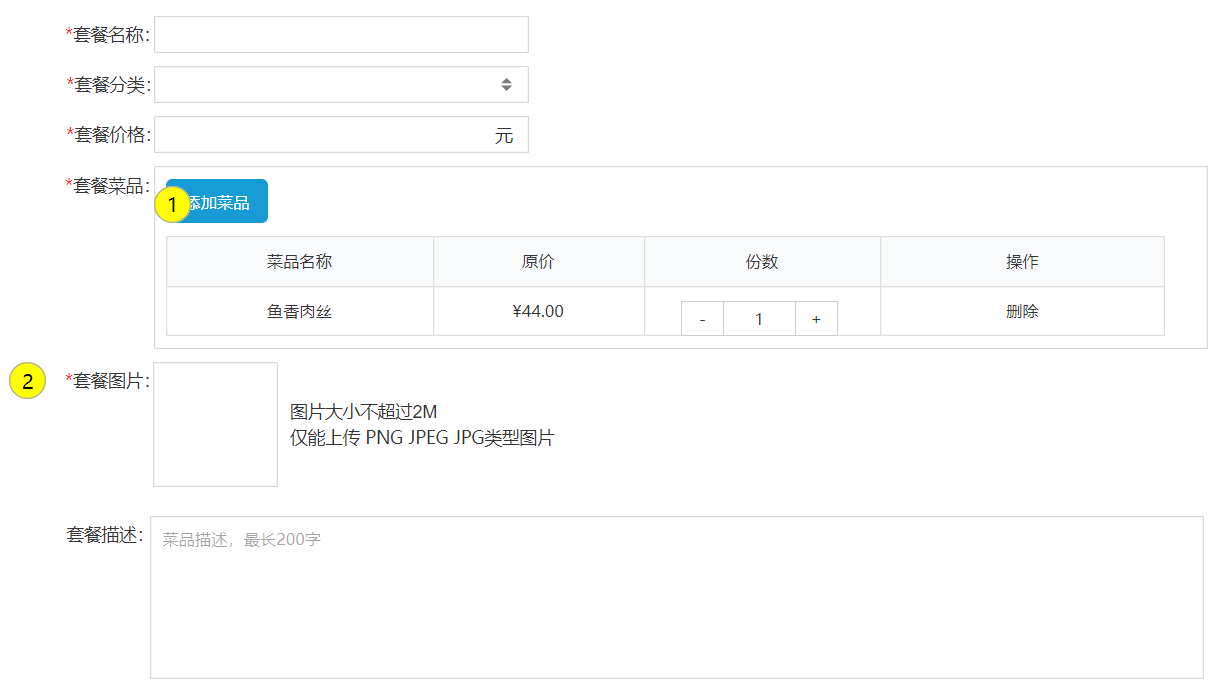 *套餐名称:
*套餐分类:
*套餐价格: 元
*套餐菜品:
1 添加菜品
菜品名称 原价 份数 操作
鱼香肉丝 ¥44.00 - 1 + 删除
2 *套餐图片:
图片大小不超过2M
仅能上传 PNG JPEG JPG类型图片
套餐描述: 菜品描述，最长200字